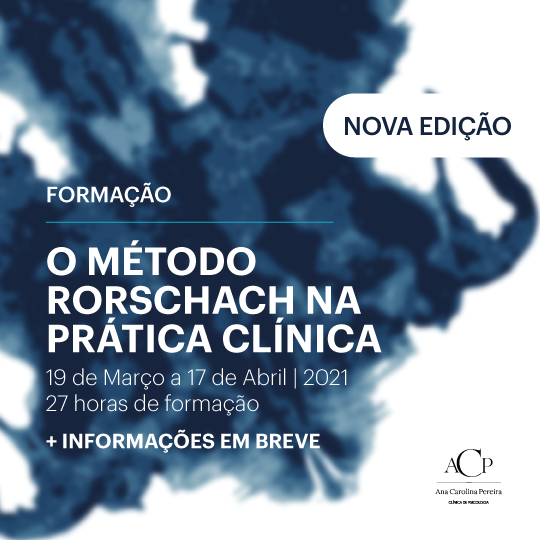 NOVA EDIÇÃO
FORMAÇÃO
O MÉTODO
RORSCHACH NA
PRÁTICA CLÍNICA
19 de Março a 17 de Abril | 2021
27 horas de formação
+ INFORMAÇÕES EM BREVE
ACP
Ana Carolina Pereira
CLÍNICA DE PSICOLOGIA